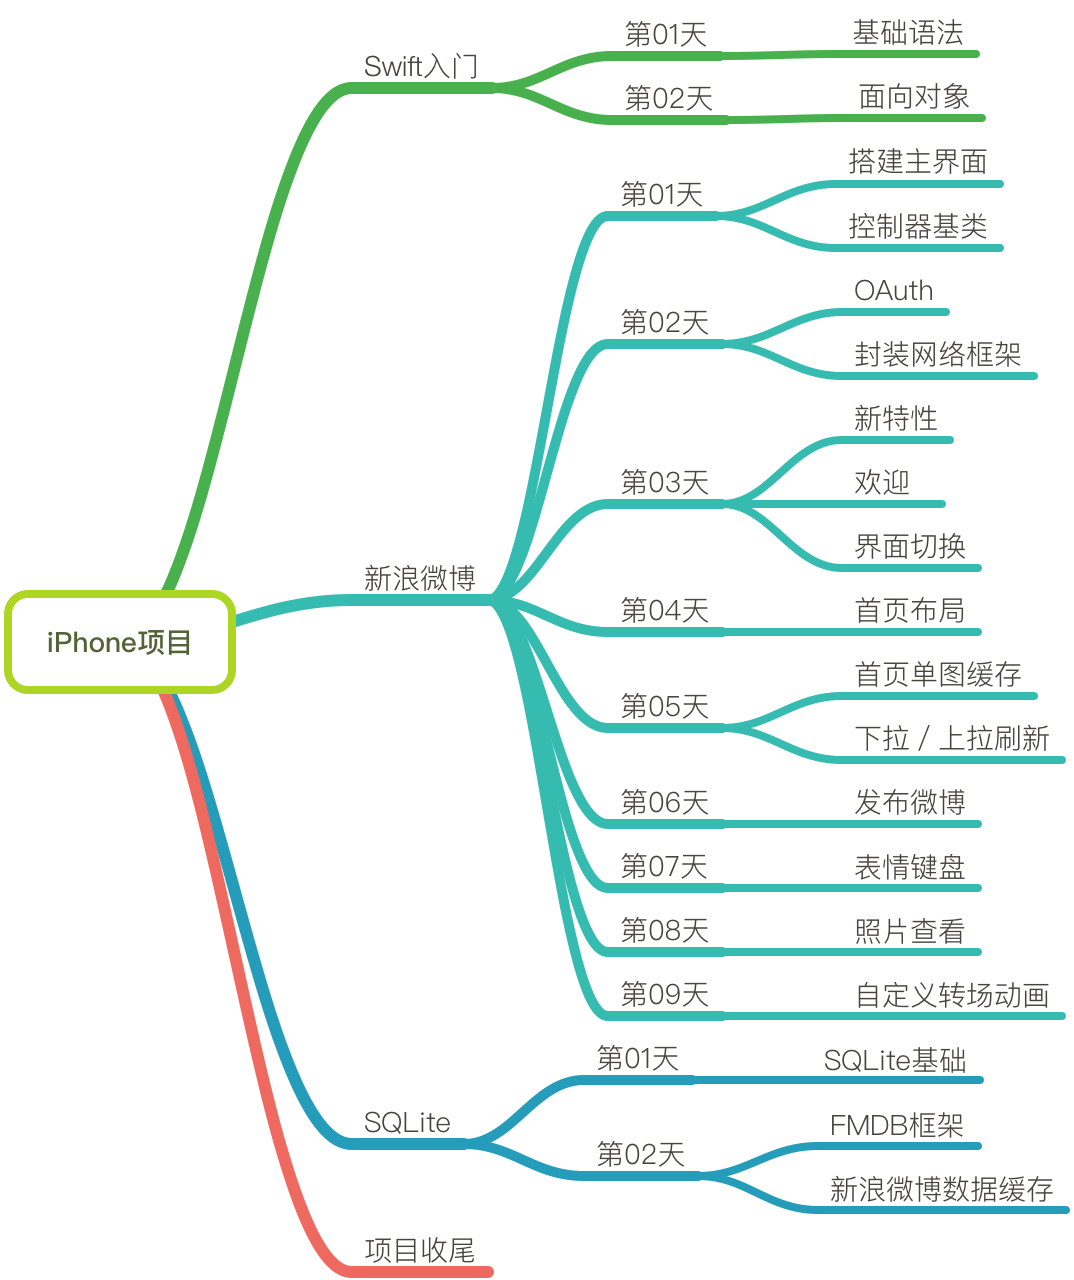 iPhone项目
Swift入门
第01天
基础语法
第02天
面向对象
新浪微博
第01天
搭建主界面
控制器基类
第02天
OAuth
封装网络框架
第03天
新特性
欢迎
界面切换
第04天
首页布局
第05天
首页单图缓存
下拉 / 上拉刷新
第06天
发布微博
第07天
表情键盘
第08天
照片查看
第09天
自定义转场动画
SQLite
第01天
SQLite基础
第02天
FMDB框架
新浪微博数据缓存
项目收尾